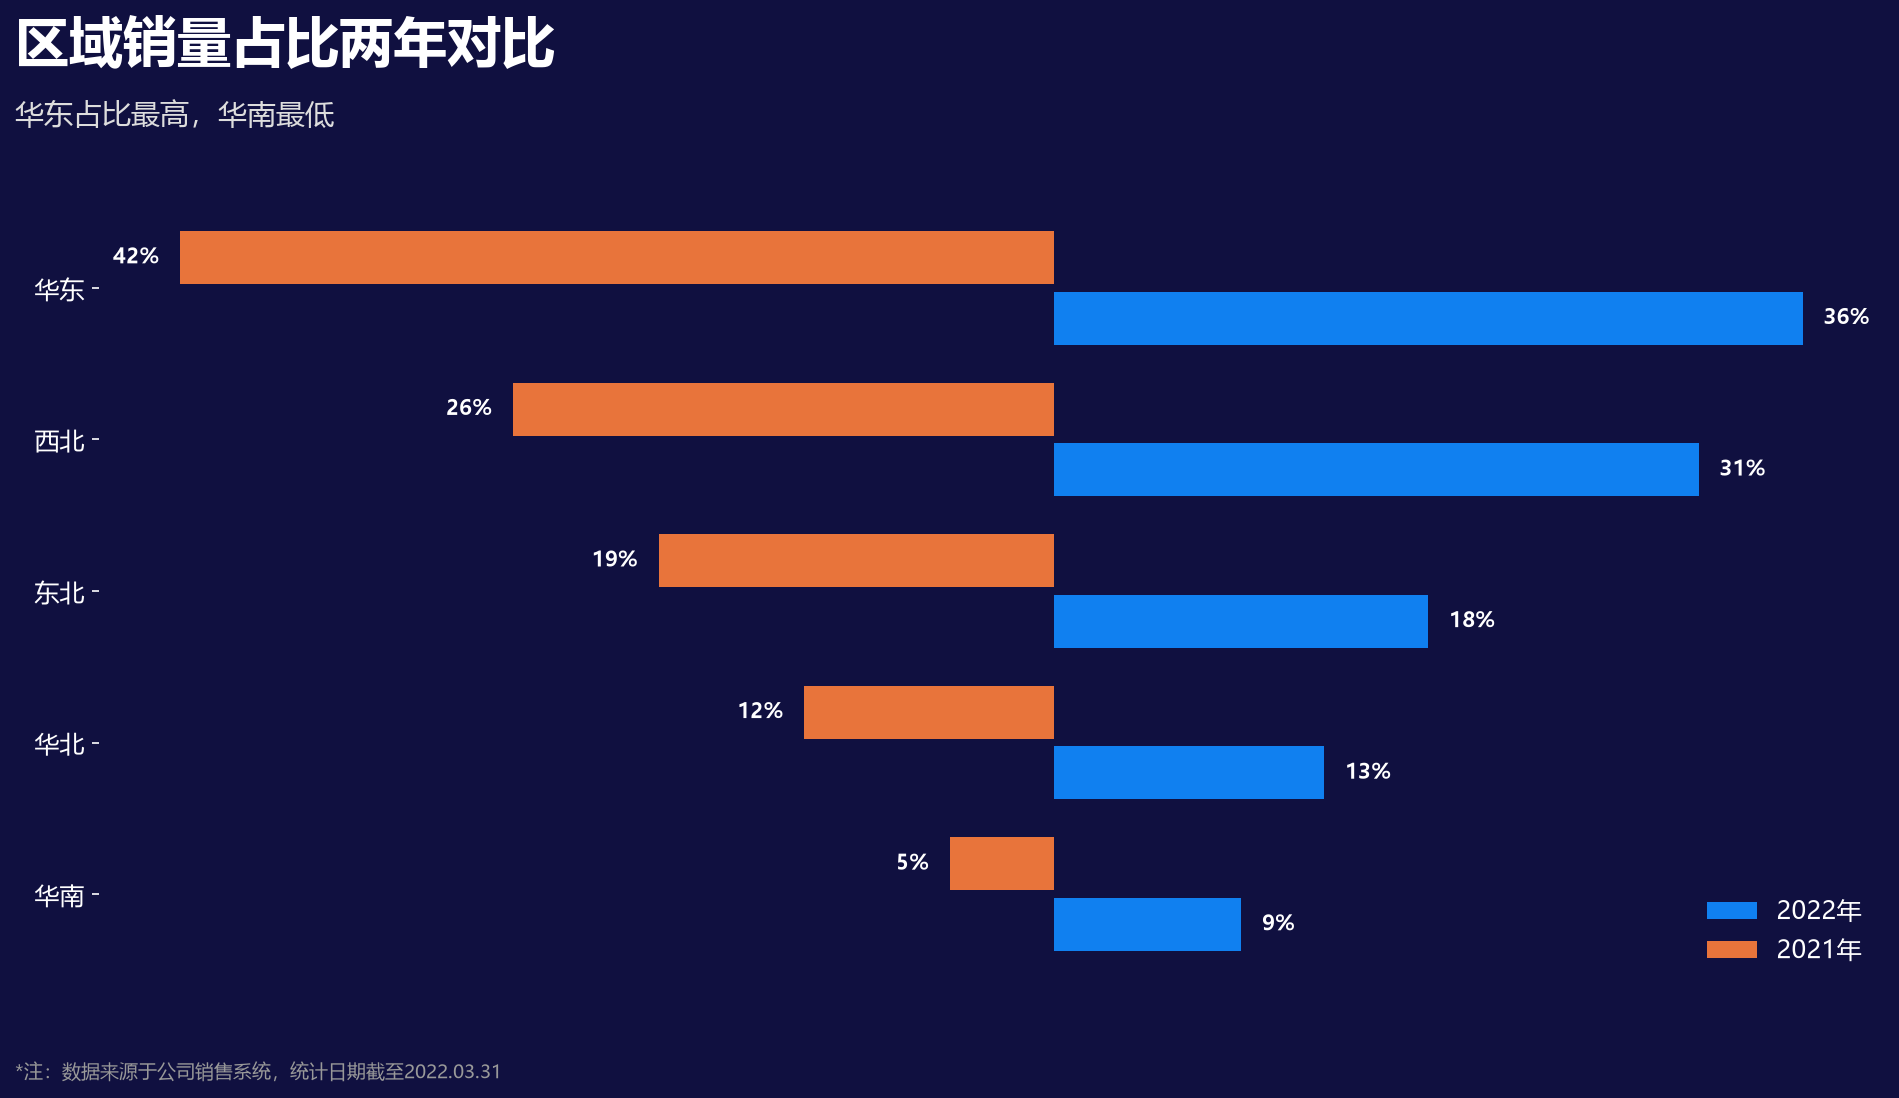 区域销量占比两年对比
华东占比最高，华南最低
42%
华东
36%
26%
西北
31%
19%
东北
18%
12%
华北
13%
5%
华南
9%
2022年
2021年
*注：数据来源于公司销售系统，统计日期截至2022.03.31